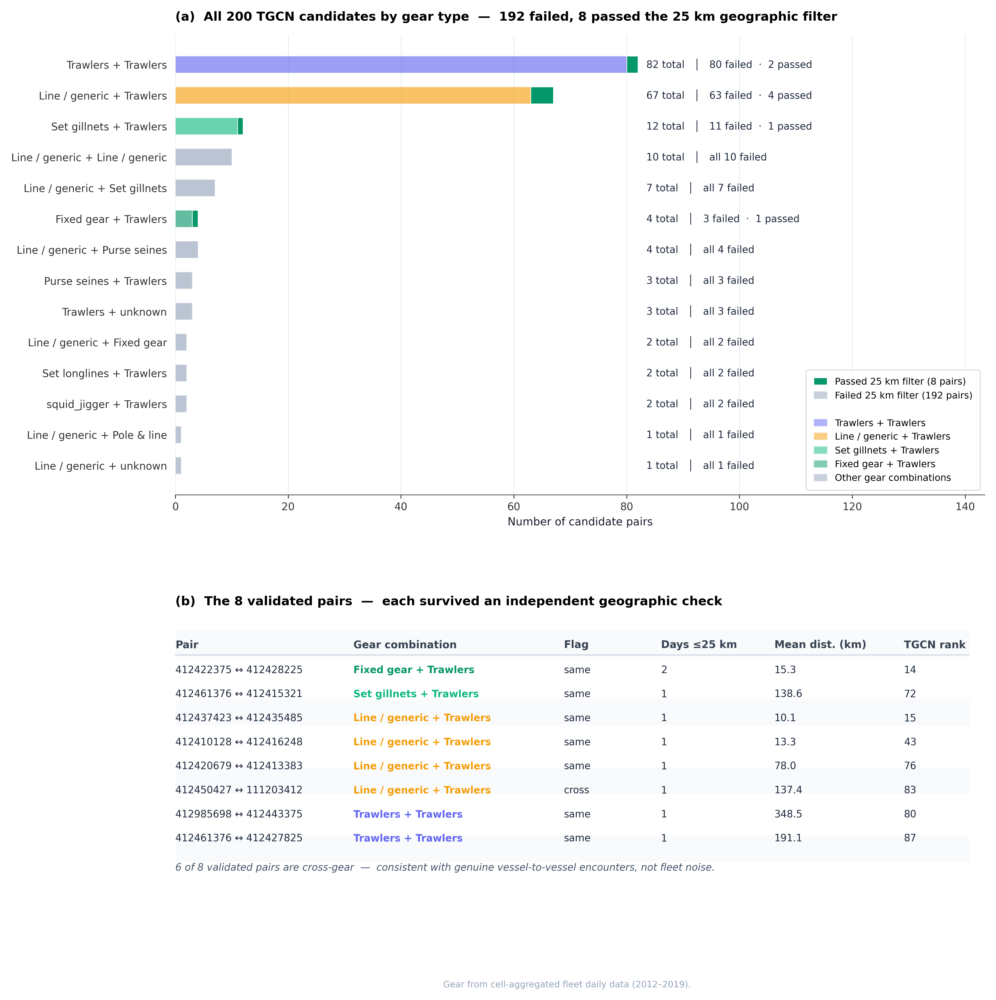 (a)  All 200 TGCN candidates by gear type  —  192 failed, 8 passed the 25 km geographic filter
Trawlers + Trawlers 82 total | 80 failed · 2 passed
Line / generic + Trawlers 67 total | 63 failed · 4 passed
Set gillnets + Trawlers 12 total | 11 failed · 1 passed
Line / generic + Line / generic 10 total | all 10 failed
Line / generic + Set gillnets 7 total | all 7 failed
Fixed gear + Trawlers 4 total | 3 failed · 1 passed
Line / generic + Purse seines 4 total | all 4 failed
Purse seines + Trawlers 3 total | all 3 failed
Trawlers + unknown 3 total | all 3 failed
Line / generic + Fixed gear 2 total | all 2 failed
Set longlines + Trawlers 2 total | all 2 failed
squid_jigger + Trawlers 2 total | all 2 failed
Line / generic + Pole & line 1 total | all 1 failed
Line / generic + unknown 1 total | all 1 failed
Passed 25 km filter (8 pairs)
Failed 25 km filter (192 pairs)
Trawlers + Trawlers
Line / generic + Trawlers
Set gillnets + Trawlers
Fixed gear + Trawlers
Other gear combinations
0 20 40 60 80 100 120 140
Number of candidate pairs
(b)  The 8 validated pairs  —  each survived an independent geographic check
Pair Gear combination Flag Days ≤25 km Mean dist. (km) TGCN rank
412422375 ↔ 412428225 Fixed gear + Trawlers same 2 15.3 14
412461376 ↔ 412415321 Set gillnets + Trawlers same 1 138.6 72
412437423 ↔ 412435485 Line / generic + Trawlers same 1 10.1 15
412410128 ↔ 412416248 Line / generic + Trawlers same 1 13.3 43
412420679 ↔ 412413383 Line / generic + Trawlers same 1 78.0 76
412450427 ↔ 111203412 Line / generic + Trawlers cross 1 137.4 83
412985698 ↔ 412443375 Trawlers + Trawlers same 1 348.5 80
412461376 ↔ 412427825 Trawlers + Trawlers same 1 191.1 87
6 of 8 validated pairs are cross-gear  —  consistent with genuine vessel-to-vessel encounters, not fleet noise.
Gear from cell-aggregated fleet daily data (2012–2019).